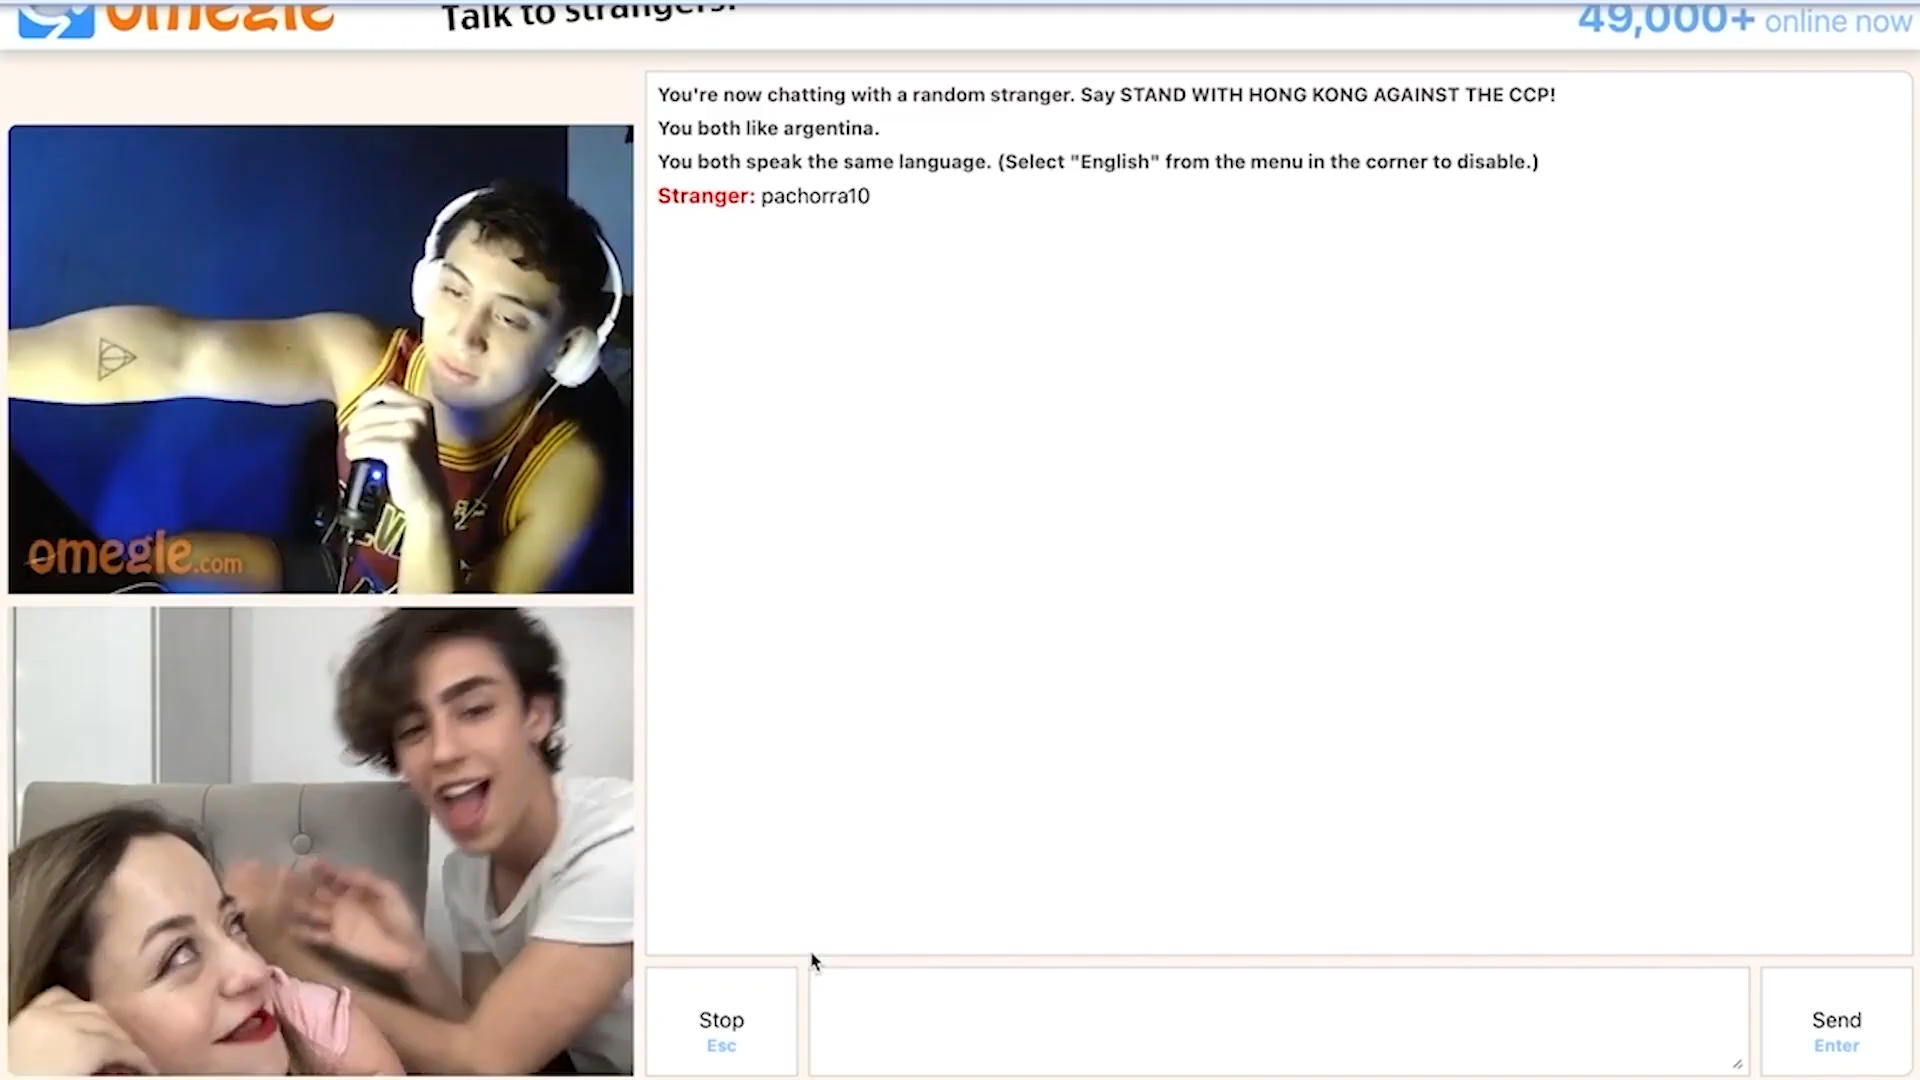 omegle
Talk to strangers!
49,000+ online now
You're now chatting with a random stranger. Say STAND WITH HONG KONG AGAINST THE CCP!
You both like argentina.
You both speak the same language. (Select "English" from the menu in the corner to disable.)
Stranger: pachorra10
omegle.com
Stop
Esc
Send
Enter